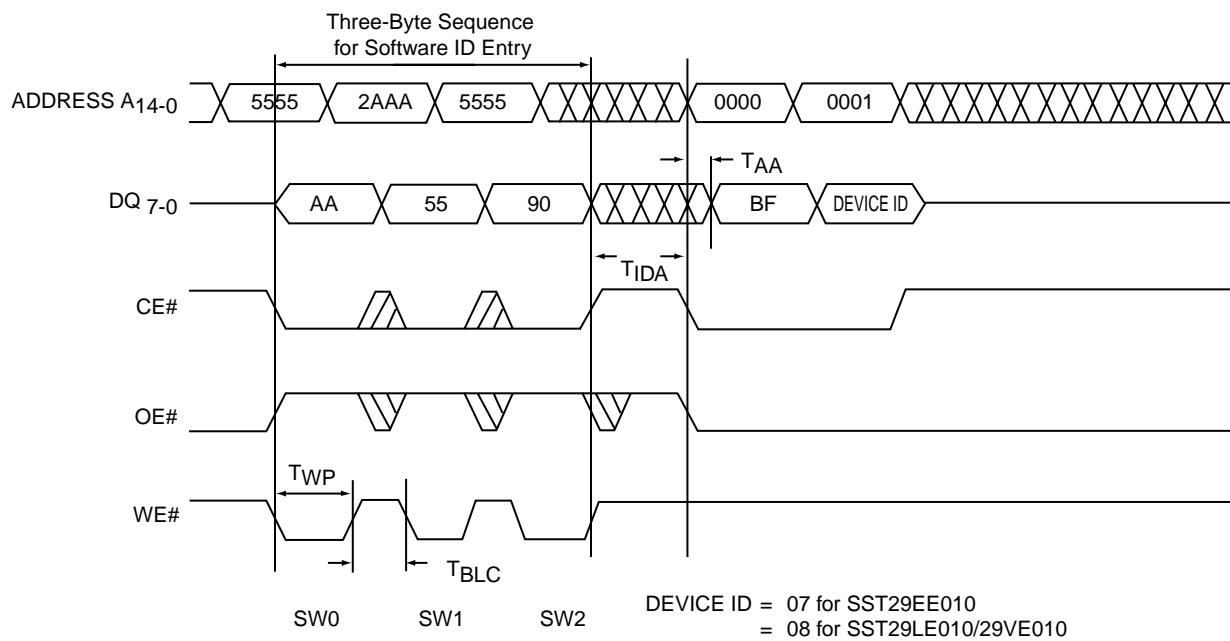 Three-Byte Sequence
for Software ID Entry
ADDRESS A14-0 5555 2AAA 5555 0000 0001
TAA
DQ 7-0 AA 55 90 BF DEVICE ID
TIDA
CE#
OE#
TWP
WE#
TBLC
SW0 SW1 SW2
DEVICE ID = 07 for SST29EE010
= 08 for SST29LE010/29VE010